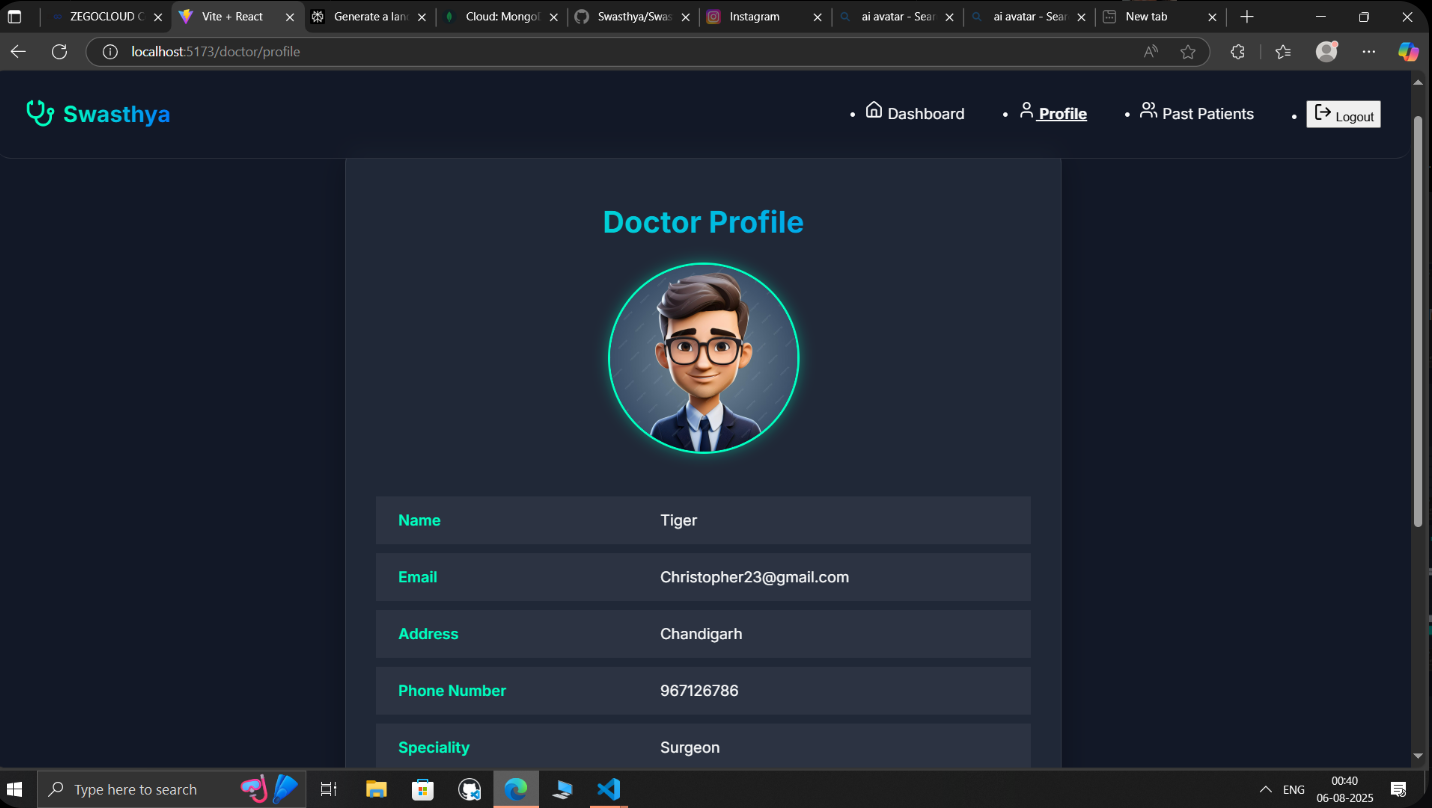 ZEGOCLOUD C
Vite + React
Generate a lan
Cloud: Mongo
Swasthya/Swas
Instagram
ai avatar - Sear
ai avatar - Sear
New tab
localhost:5173/doctor/profile
Swasthya
• Dashboard
• Profile
• Past Patients
• Logout
Doctor Profile
Name Tiger
Email Christopher23@gmail.com
Address Chandigarh
Phone Number 967126786
Speciality Surgeon
Type here to search
ENG
00:40
06-08-2025